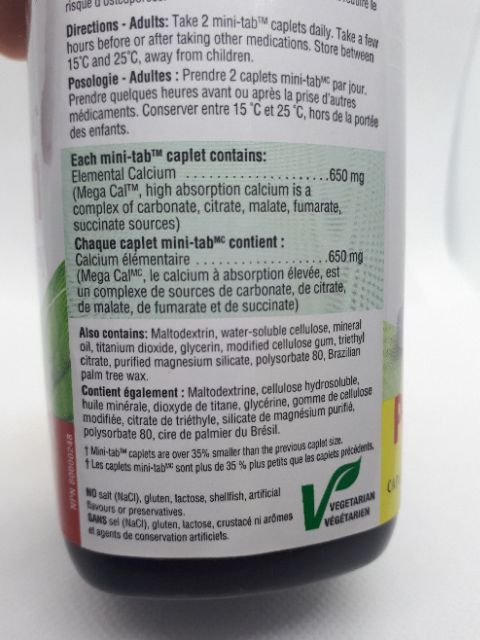 Directions - Adults: Take 2 mini-tab™ caplets daily. Take a few
hours before or after taking other medications. Store between
15˚C and 25˚C, away from children.
Posologie - Adultes : Prendre 2 caplets mini-tabᴹᶜ par jour.
Prendre quelques heures avant ou après la prise d'autres
médicaments. Conserver entre 15 ˚C et 25 ˚C, hors de la portée
des enfants.
Each mini-tab™ caplet contains:
Elemental Calcium ...................650 mg
(Mega Cal™, high absorption calcium is a
complex of carbonate, citrate, malate, fumarate,
succinate sources)
Chaque caplet mini-tabᴹᶜ contient :
Calcium élémentaire ..............650 mg
(Mega Calᴹᶜ, le calcium à absorption élevée, est
un complexe de sources de carbonate, de citrate,
de malate, de fumarate et de succinate)
Also contains: Maltodextrin, water-soluble cellulose, mineral
oil, titanium dioxide, glycerin, modified cellulose gum, triethyl
citrate, purified magnesium silicate, polysorbate 80, Brazilian
palm tree wax.
Contient également : Maltodextrine, cellulose hydrosoluble,
huile minérale, dioxyde de titane, glycérine, gomme de cellulose
modifiée, citrate de triéthyle, silicate de magnésium purifié,
polysorbate 80, cire de palmier du Brésil.
† Mini-tab™ caplets are over 35% smaller than the previous caplet size.
† Les caplets mini-tabᴹᶜ sont plus de 35 % plus petits que les caplets précédents.
NO salt (NaCl), gluten, lactose, shellfish, artificial
flavours or preservatives.
SANS sel (NaCl), gluten, lactose, crustacé ni arômes
et agents de conservation artificiels.
VEGETARIAN
VÉGÉTARIEN